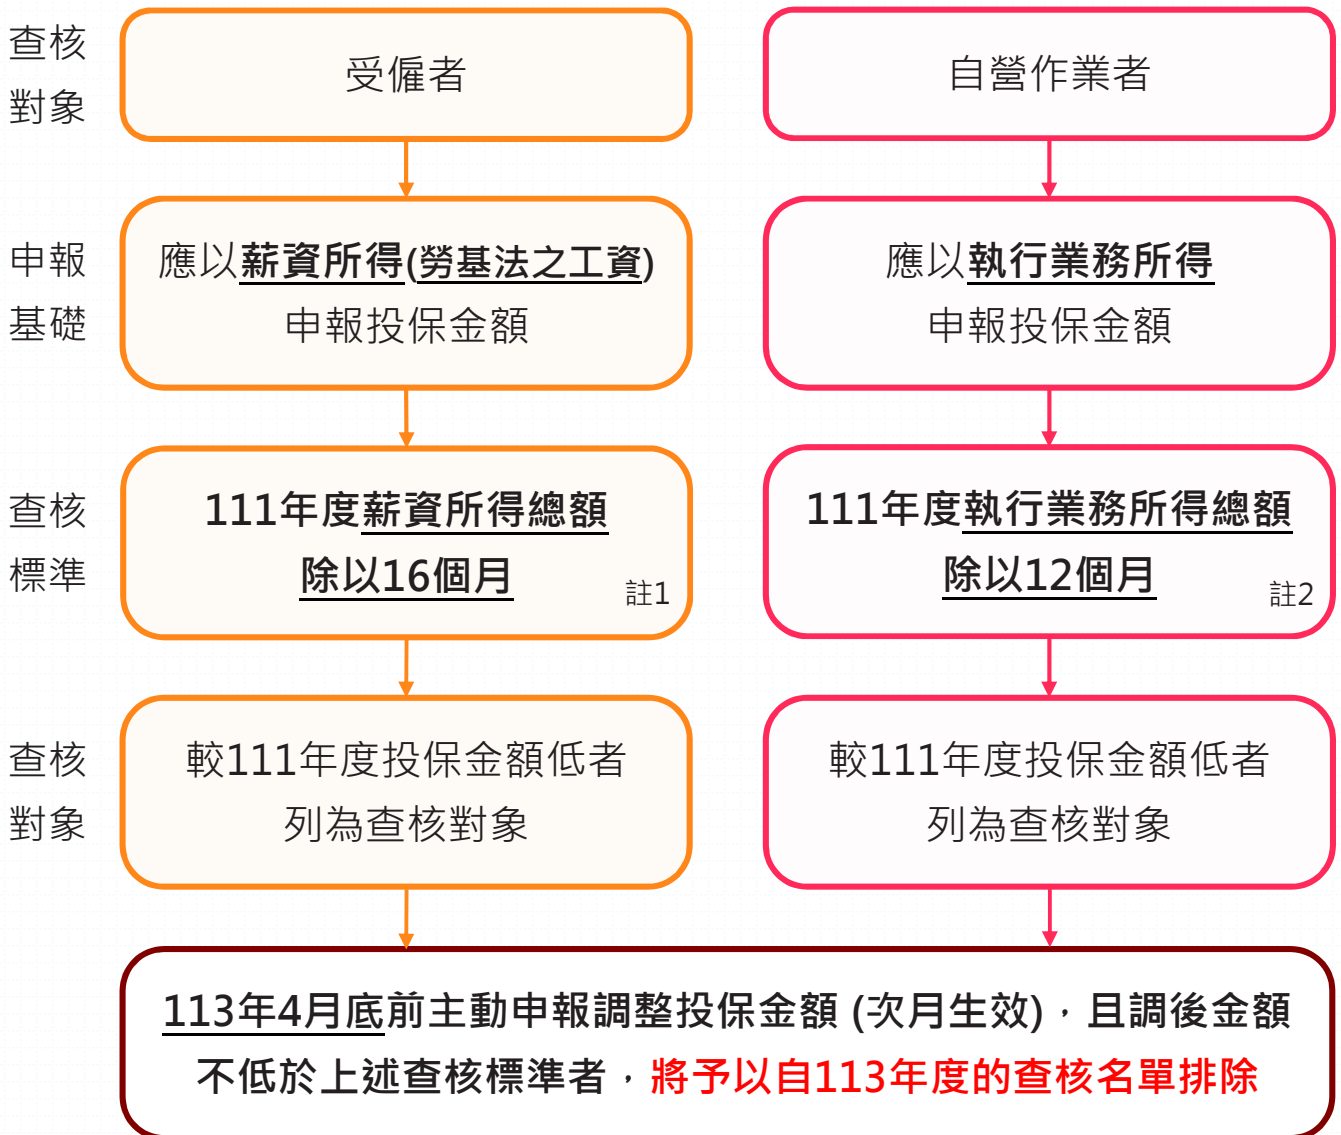 查核
對象
受僱者
自營作業者
申報
基礎
應以薪資所得(勞基法之工資)
申報投保金額
應以執行業務所得
申報投保金額
查核
標準
111年度薪資所得總額
除以16個月
註1
111年度執行業務所得總額
除以12個月
註2
查核
對象
較111年度投保金額低者
列為查核對象
較111年度投保金額低者
列為查核對象
113年4月底前主動申報調整投保金額 (次月生效)，且調後金額
不低於上述查核標準者，將予以自113年度的查核名單排除